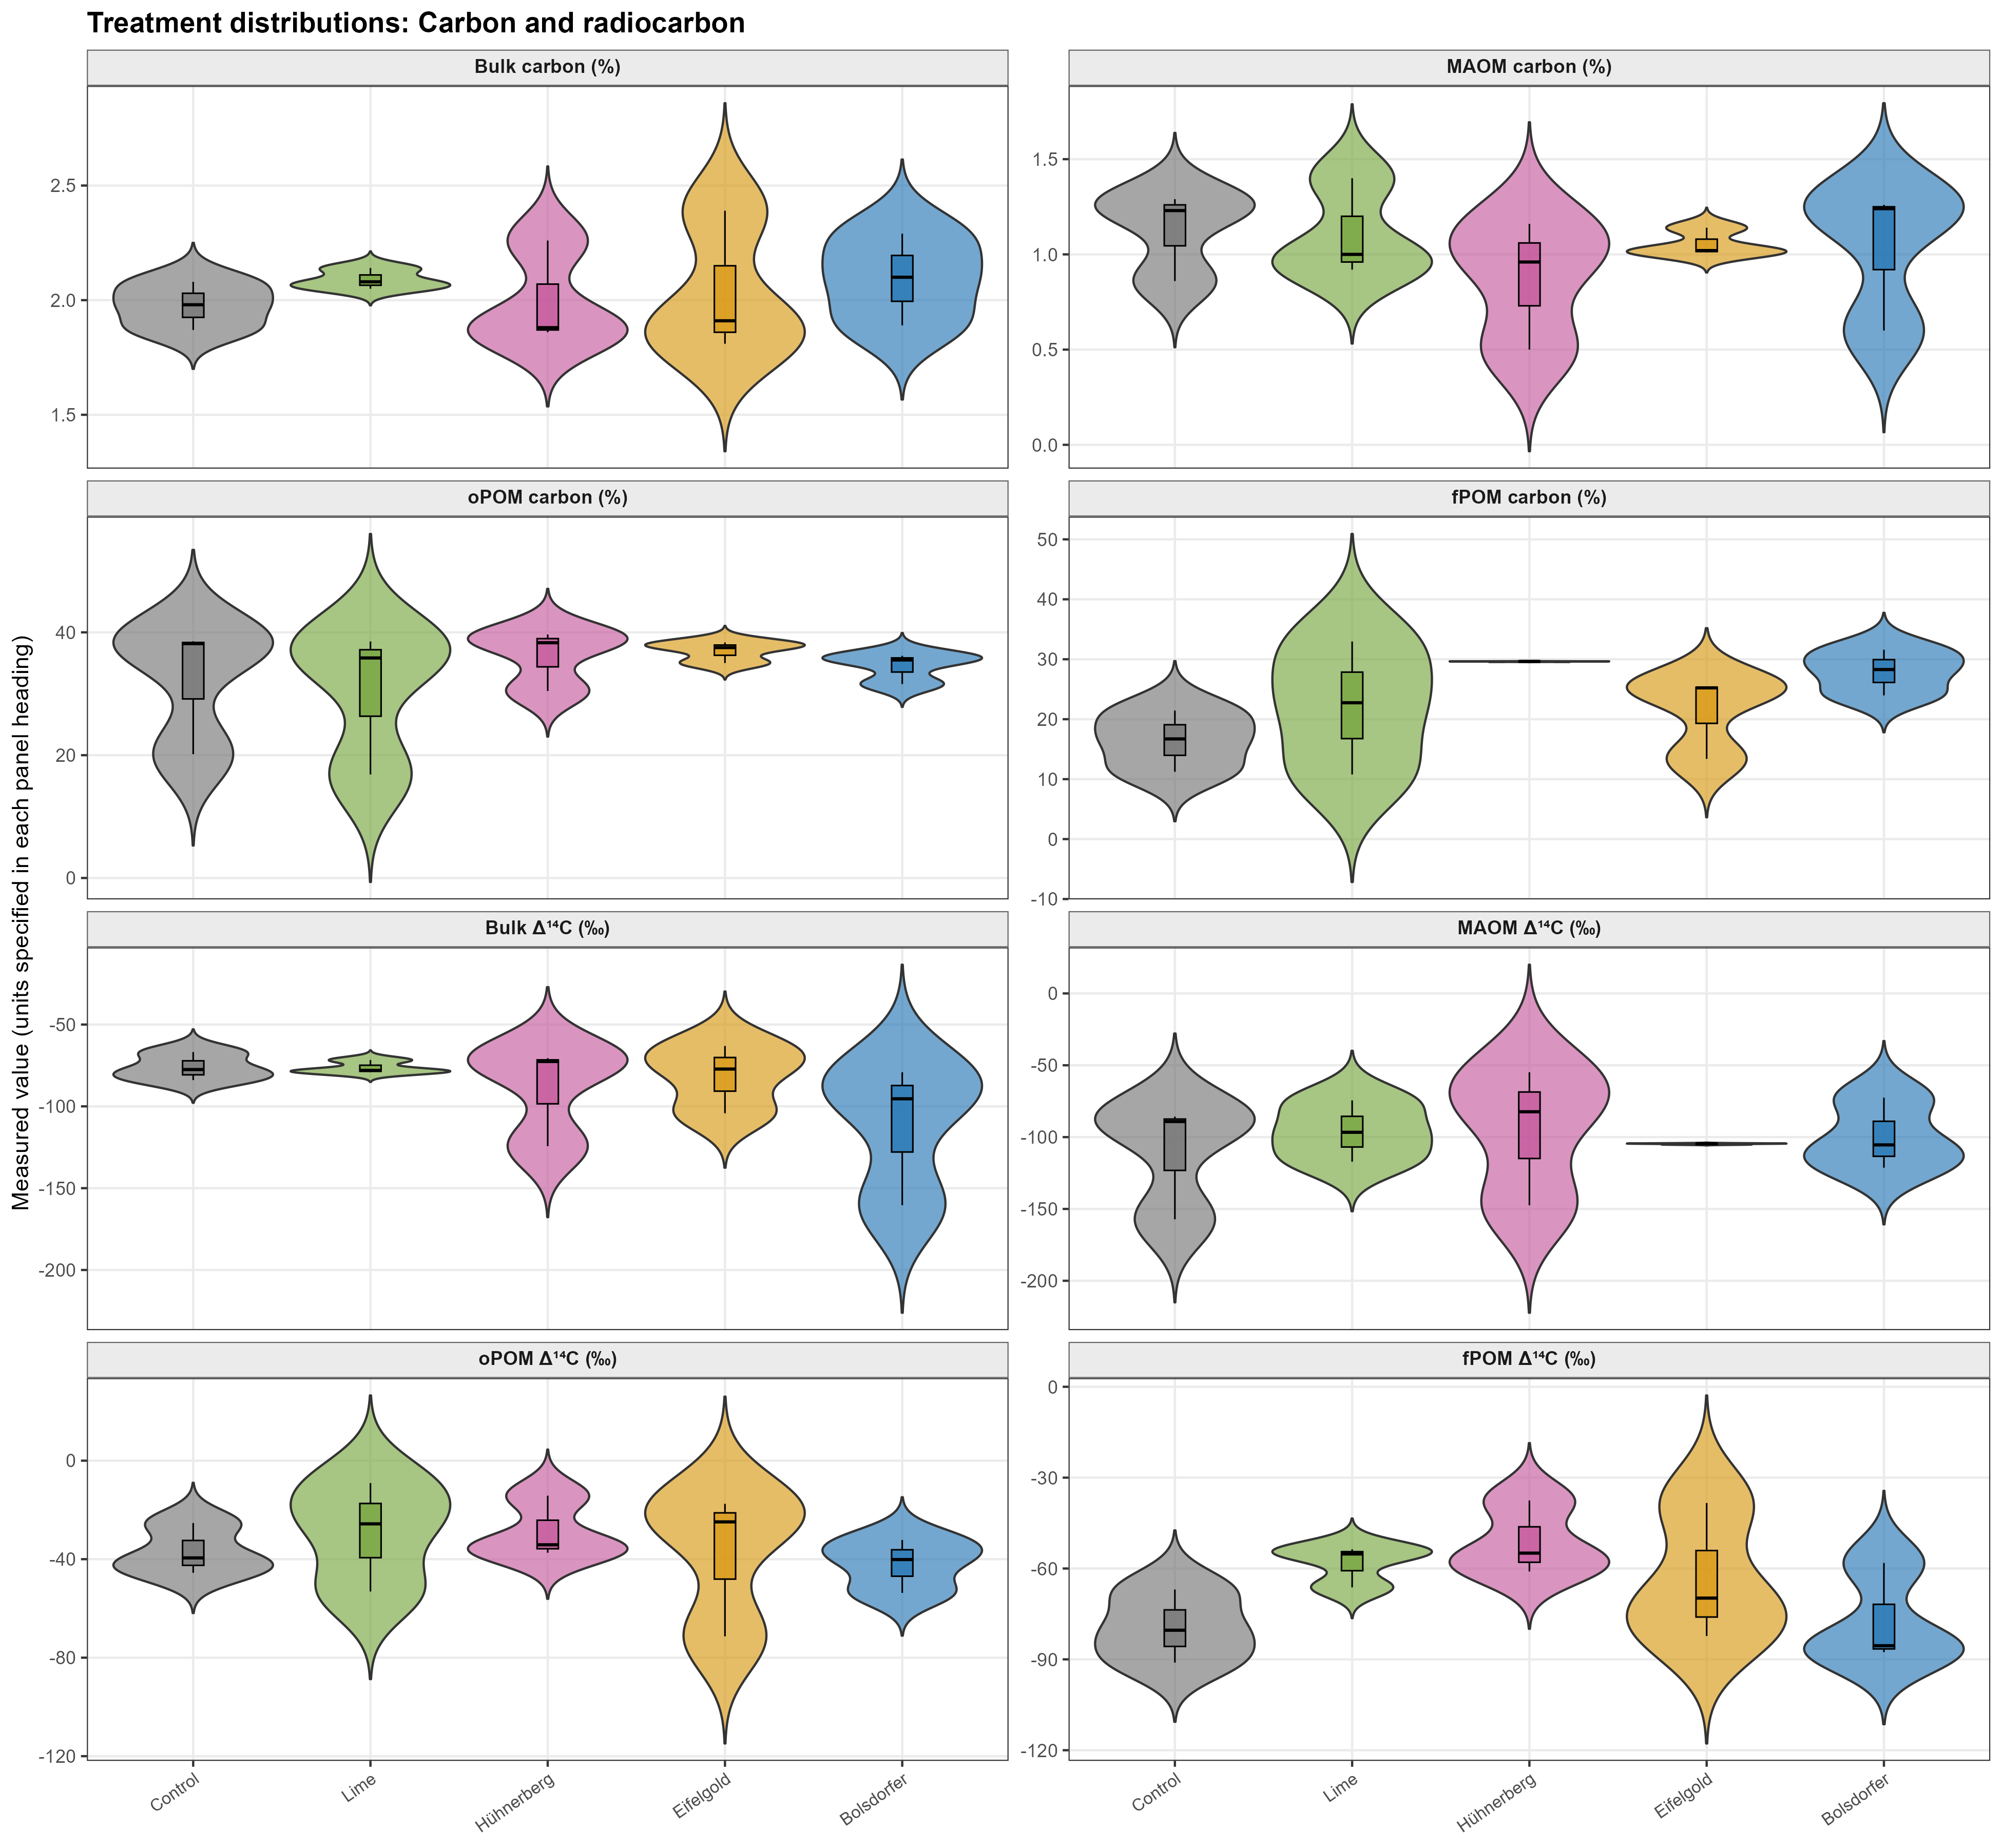 Treatment distributions: Carbon and radiocarbon
Measured value (units specified in each panel heading)
Bulk carbon (%)
2.5
2.0
1.5
MAOM carbon (%)
1.5
1.0
0.5
0.0
oPOM carbon (%)
40
20
0
fPOM carbon (%)
50
40
30
20
10
0
-10
Bulk Δ¹⁴C (‰)
-50
-100
-150
-200
MAOM Δ¹⁴C (‰)
0
-50
-100
-150
-200
oPOM Δ¹⁴C (‰)
0
-40
-80
-120
fPOM Δ¹⁴C (‰)
0
-30
-60
-90
-120
Control
Lime
Hühnerberg
Eifelgold
Bolsdorfer
Control
Lime
Hühnerberg
Eifelgold
Bolsdorfer